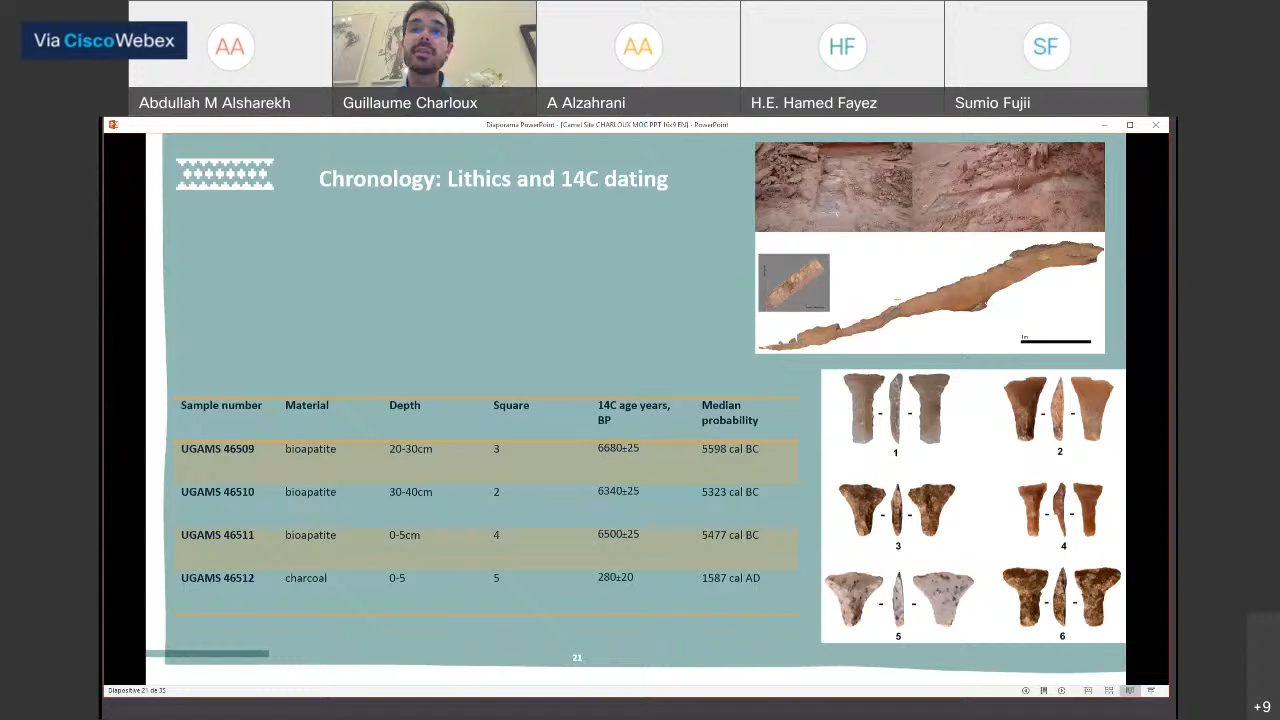 Via Cisco Webex
AA
AA
HF
SF
Abdullah M Alsharekh
Guillaume Charloux
A Alzahrani
H.E. Hamed Fayez
Sumio Fujii
Diaporama PowerPoint - [Camel Site CHARLOUX MOC PPT 16x9 EN] - PowerPoint
Chronology: Lithics and 14C dating
Sample number Material Depth Square 14C age years, BP Median probability
UGAMS 46509 bioapatite 20-30cm 3 6680±25 5598 cal BC
UGAMS 46510 bioapatite 30-40cm 2 6340±25 5323 cal BC
UGAMS 46511 bioapatite 0-5cm 4 6500±25 5477 cal BC
UGAMS 46512 charcoal 0-5 5 280±20 1587 cal AD
1
2
3
4
5
6
21
Diapositive 21 de 35
+9